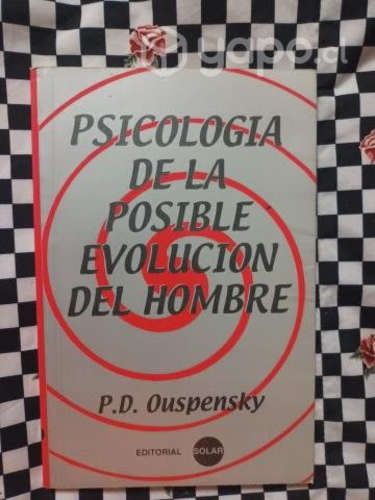 yapo.cl
PSICOLOGIA
DE LA
POSIBLE
EVOLUCION
DEL HOMBRE
P.D. Ouspensky
EDITORIAL SOLAR